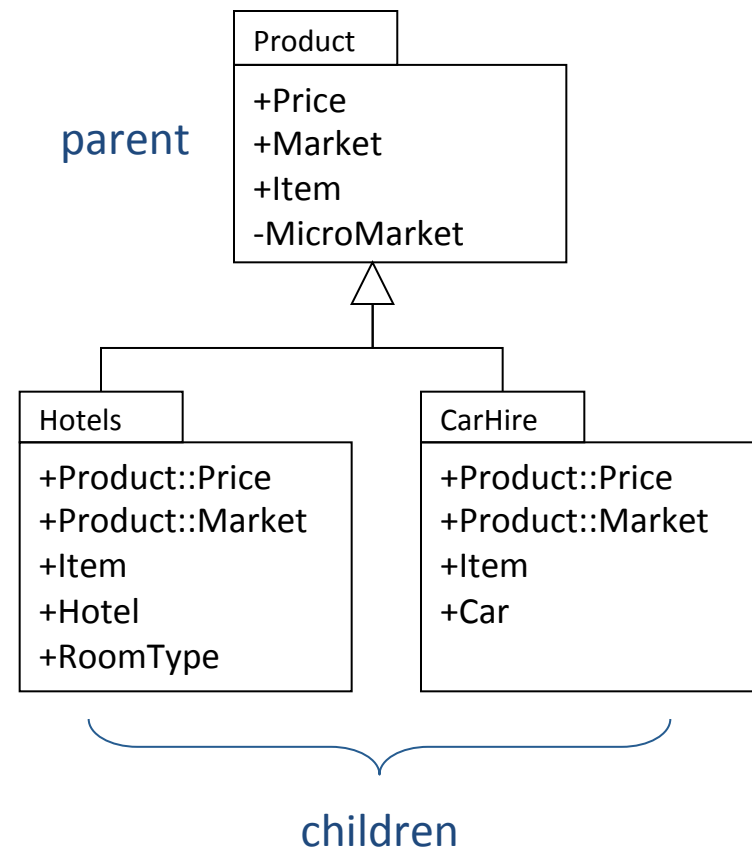 Product
+Price
+Market
+Item
-MicroMarket
parent
Hotels
+Product::Price
+Product::Market
+Item
+Hotel
+RoomType
CarHire
+Product::Price
+Product::Market
+Item
+Car
children